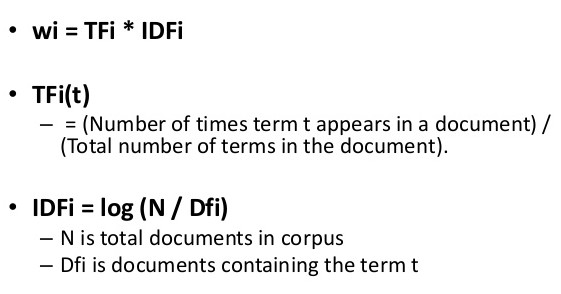 • wi = TFi * IDFi
• TFi(t)
– = (Number of times term t appears in a document) /
(Total number of terms in the document).
• IDFi = log (N / Dfi)
– N is total documents in corpus
– Dfi is documents containing the term t